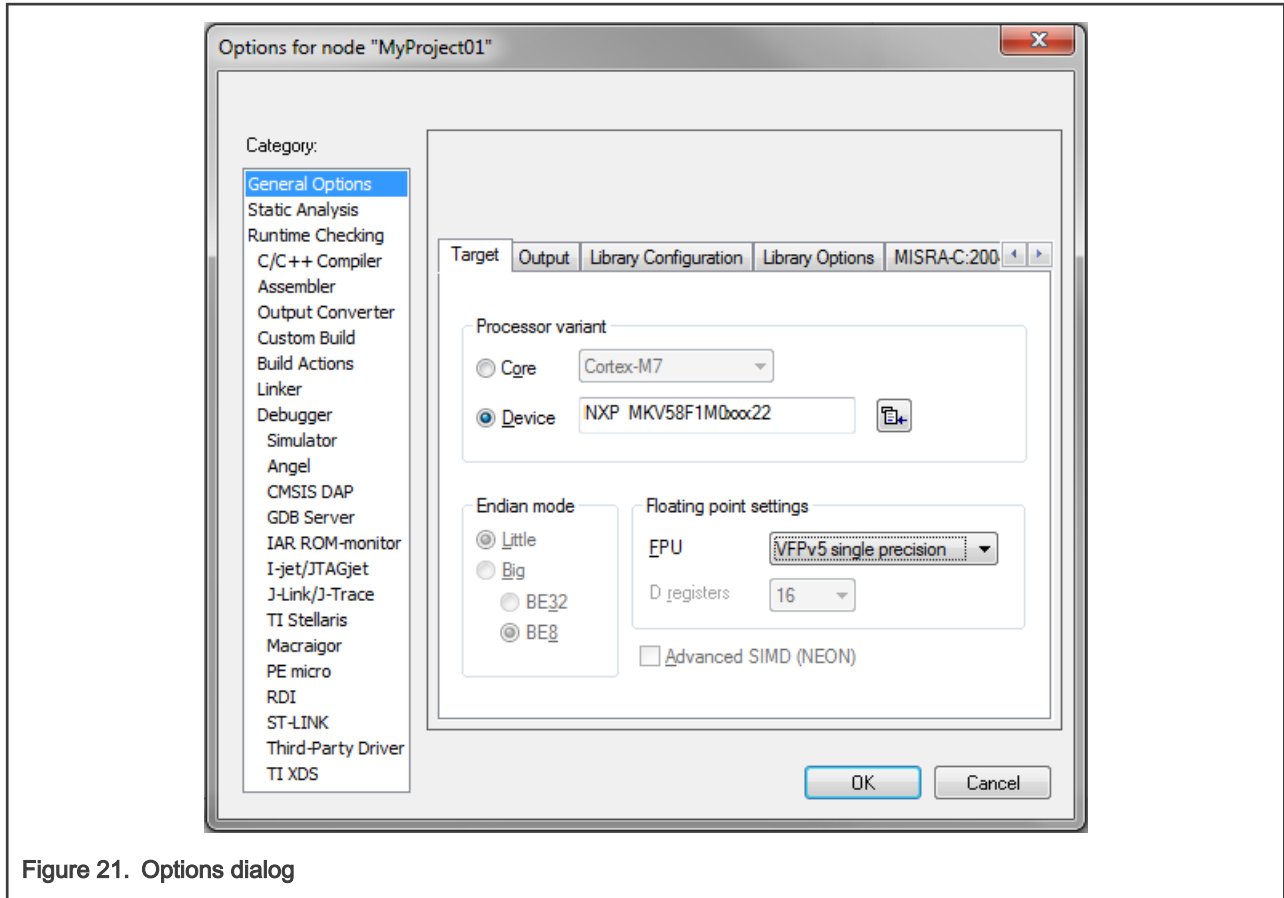 Options for node "MyProject01"
Category:
General Options
Static Analysis
Runtime Checking
C/C++ Compiler
Assembler
Output Converter
Custom Build
Build Actions
Linker
Debugger
Simulator
Angel
CMSIS DAP
GDB Server
IAR ROM-monitor
I-jet/JTAGjet
J-Link/J-Trace
TI Stellaris
Macraigor
PE micro
RDI
ST-LINK
Third-Party Driver
TI XDS
Target Output Library Configuration Library Options MISRA-C:200
Processor variant
Core Cortex-M7
Device NXP MKV58F1M0xxx22
Endian mode
Little
Big
BE32
BE8
Floating point settings
FPU VFPv5 single precision
D registers 16
Advanced SIMD (NEON)
OK Cancel
Figure 21. Options dialog